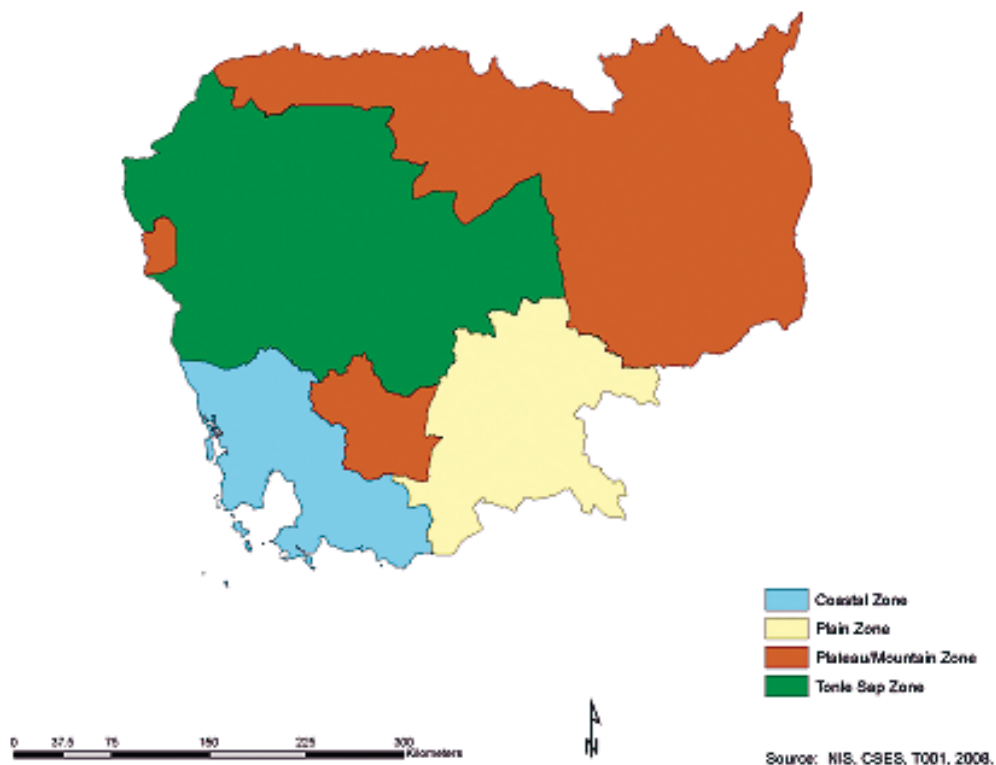 Coastal Zone
Plain Zone
Plateau/Mountain Zone
Tonle Sap Zone
N
0 37.5 75 150 225 300 Kilometers
Source: NIS, CSES, T001, 2008.